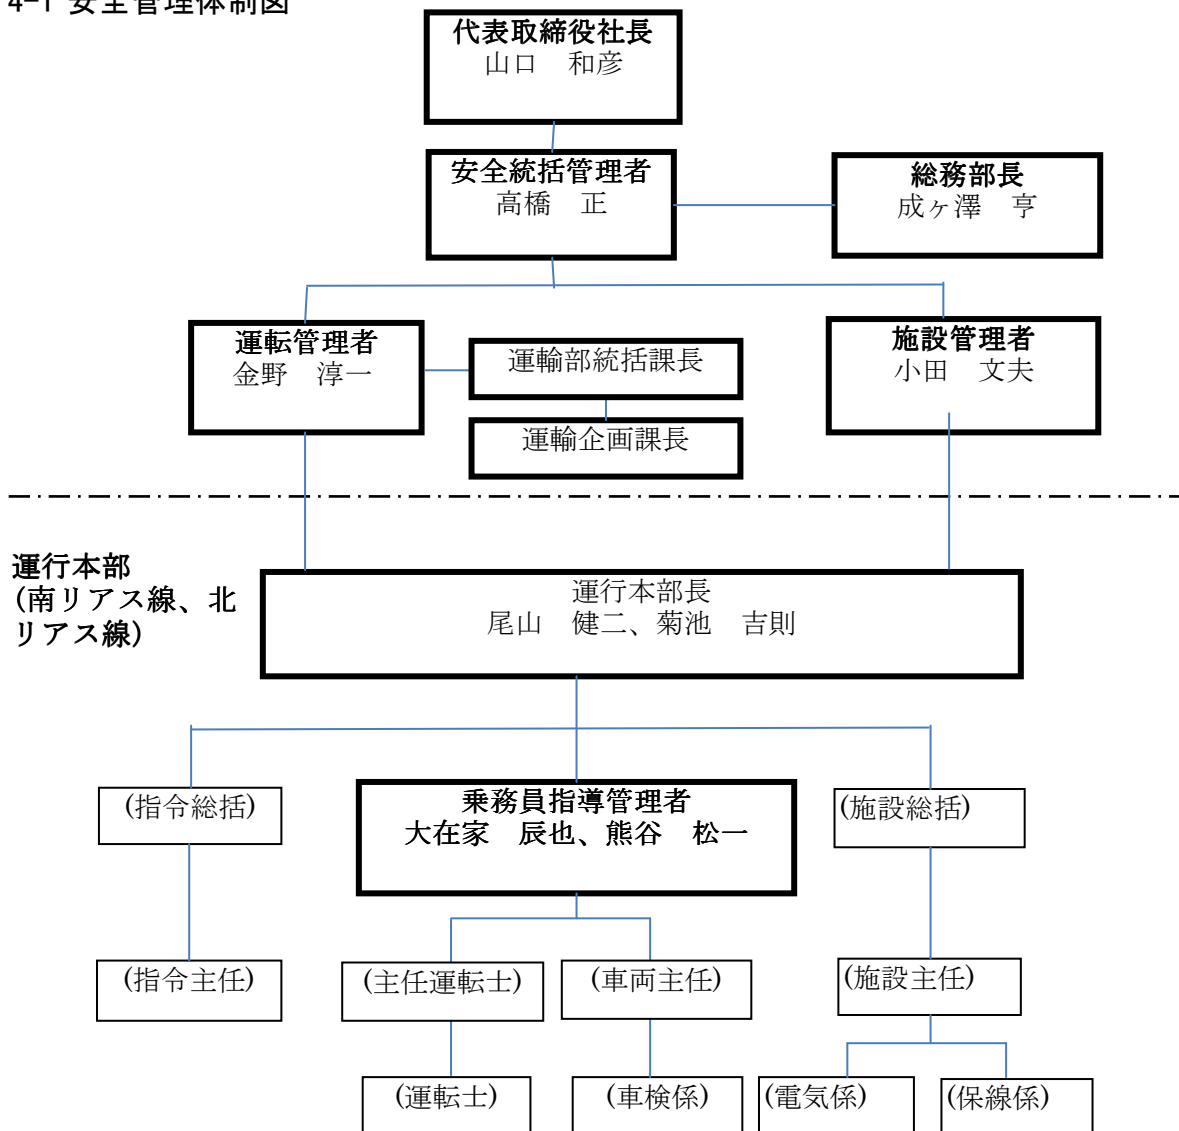 4-1 安全管理体制図
代表取締役社長
山口　和彦
安全統括管理者
高橋　正
総務部長
成ヶ澤　亨
運転管理者
金野　淳一
運輸部統括課長
運輸企画課長
施設管理者
小田　文夫
運行本部
(南リアス線、北
リアス線)
運行本部長
尾山　健二、菊池　吉則
(指令総括)
乗務員指導管理者
大在家　辰也、熊谷　松一
(施設総括)
(指令主任)
(主任運転士)
(車両主任)
(施設主任)
(運転士)
(車検係)
(電気係)
(保線係)